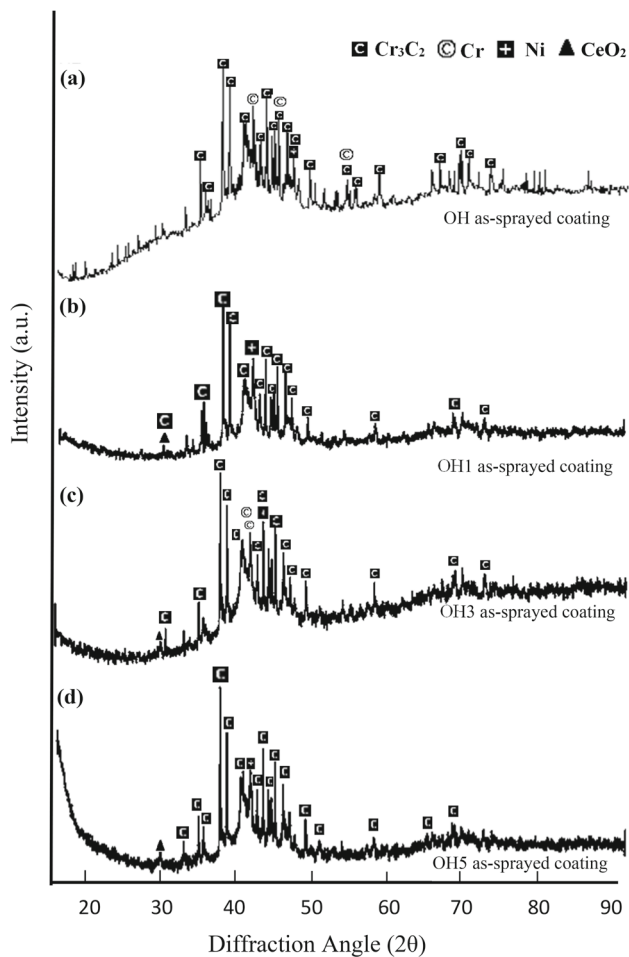 C Cr₃C₂ © Cr + Ni ▲ CeO₂
(a)
OH as-sprayed coating
(b)
OH1 as-sprayed coating
(c)
OH3 as-sprayed coating
(d)
OH5 as-sprayed coating
Intensity (a.u.)
20 30 40 50 60 70 80 90
Diffraction Angle (2θ)